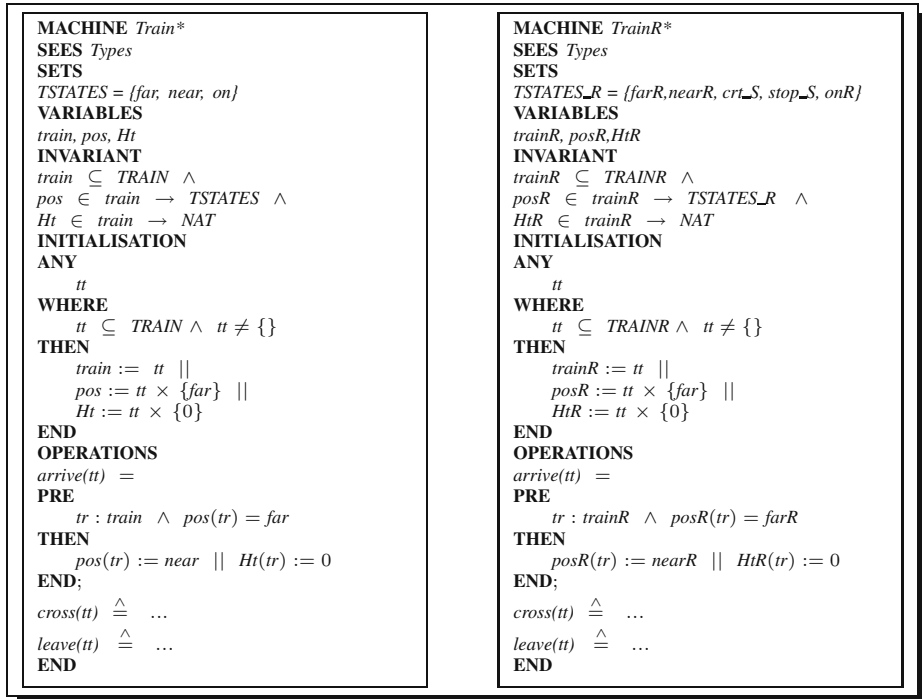 MACHINE Train*
SEES Types
SETS
TSTATES = {far, near, on}
VARIABLES
train, pos, Ht
INVARIANT
train ⊆ TRAIN ∧
pos ∈ train → TSTATES ∧
Ht ∈ train → NAT
INITIALISATION
ANY
tt
WHERE
tt ⊆ TRAIN ∧ tt ≠ {}
THEN
train := tt ||
pos := tt × {far} ||
Ht := tt × {0}
END
OPERATIONS
arrive(tt) =
PRE
tr : train ∧ pos(tr) = far
THEN
pos(tr) := near || Ht(tr) := 0
END;
cross(tt) ≙ ...
leave(tt) ≙ ...
END
MACHINE TrainR*
SEES Types
SETS
TSTATES_R = {farR,nearR, crt_S, stop_S, onR}
VARIABLES
trainR, posR,HtR
INVARIANT
trainR ⊆ TRAINR ∧
posR ∈ trainR → TSTATES_R ∧
HtR ∈ trainR → NAT
INITIALISATION
ANY
tt
WHERE
tt ⊆ TRAINR ∧ tt ≠ {}
THEN
trainR := tt ||
posR := tt × {far} ||
HtR := tt × {0}
END
OPERATIONS
arrive(tt) =
PRE
tr : trainR ∧ posR(tr) = farR
THEN
posR(tr) := nearR || HtR(tr) := 0
END;
cross(tt) ≙ ...
leave(tt) ≙ ...
END